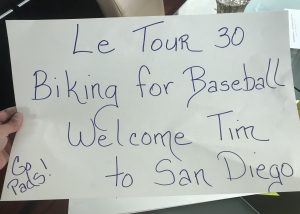 Le Tour 30
Biking for Baseball
Welcome Tim
to San Diego
Go
Pads!